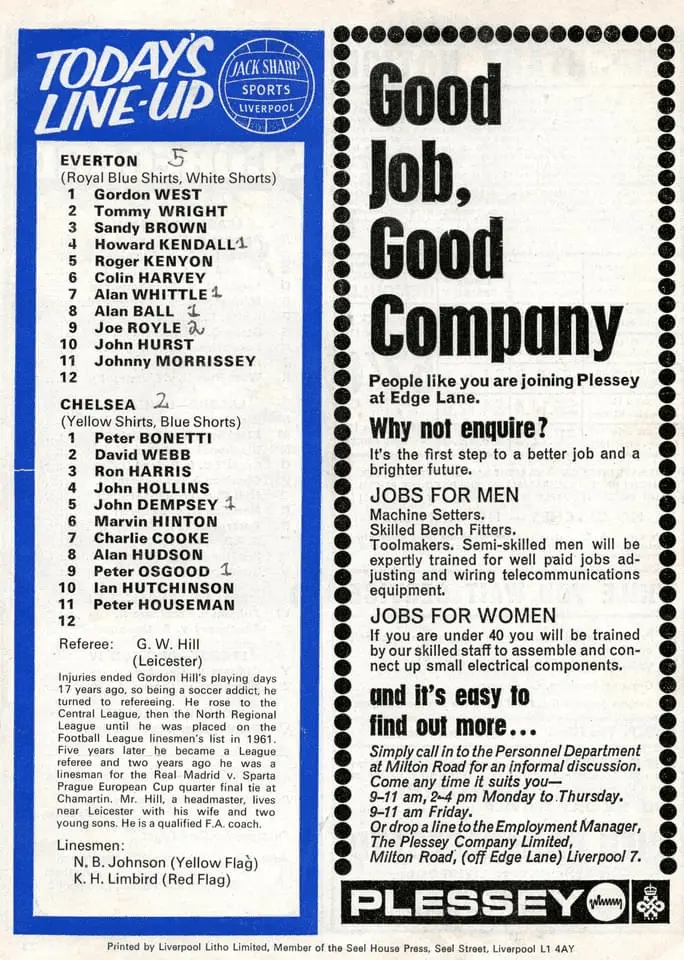 TODAY'S
LINE-UP
JACK SHARP
SPORTS
LIVERPOOL
EVERTON 5
(Royal Blue Shirts, White Shorts)
1 Gordon WEST
2 Tommy WRIGHT
3 Sandy BROWN
4 Howard KENDALL 1
5 Roger KENYON
6 Colin HARVEY
7 Alan WHITTLE 1
8 Alan BALL 1
9 Joe ROYLE 2
10 John HURST
11 Johnny MORRISSEY
12
CHELSEA 2
(Yellow Shirts, Blue Shorts)
1 Peter BONETTI
2 David WEBB
3 Ron HARRIS
4 John HOLLINS
5 John DEMPSEY 1
6 Marvin HINTON
7 Charlie COOKE
8 Alan HUDSON
9 Peter OSGOOD 1
10 Ian HUTCHINSON
11 Peter HOUSEMAN
12
Referee: G. W. Hill
(Leicester)
Injuries ended Gordon Hill's playing days
17 years ago, so being a soccer addict, he
turned to refereeing. He rose to the
Central League, then the North Regional
League until he was placed on the
Football League linesmen's list in 1961.
Five years later he became a League
referee and two years ago he was a
linesman for the Real Madrid v. Sparta
Prague European Cup quarter final tie at
Chamartin. Mr. Hill, a headmaster, lives
near Leicester with his wife and two
young sons. He is a qualified F.A. coach.
Linesmen:
N. B. Johnson (Yellow Flag)
K. H. Limbird (Red Flag)
Good
Job,
Good
Company
People like you are joining Plessey
at Edge Lane.
Why not enquire?
It's the first step to a better job and a
brighter future.
JOBS FOR MEN
Machine Setters.
Skilled Bench Fitters.
Toolmakers. Semi-skilled men will be
expertly trained for well paid jobs ad-
justing and wiring telecommunications
equipment.
JOBS FOR WOMEN
If you are under 40 you will be trained
by our skilled staff to assemble and con-
nect up small electrical components.
and it's easy to
find out more...
Simply call in to the Personnel Department
at Milton Road for an informal discussion.
Come any time it suits you—
9-11 am, 2-4 pm Monday to Thursday.
9-11 am Friday.
Or drop a line to the Employment Manager,
The Plessey Company Limited,
Milton Road, (off Edge Lane) Liverpool 7.
PLESSEY
Printed by Liverpool Litho Limited, Member of the Seel House Press, Seel Street, Liverpool L1 4AY